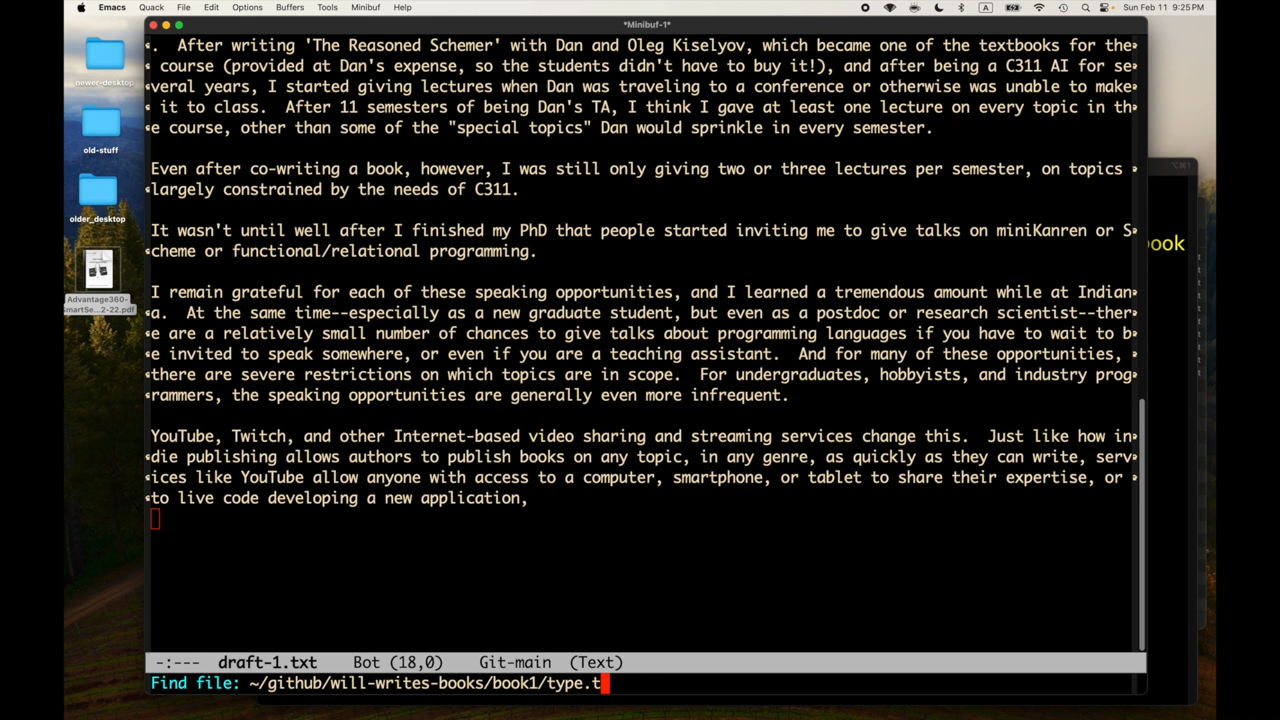 Emacs Quack File Edit Options Buffers Tools Minibuf Help Sun Feb 11 9:25 PM
*Minibuf-1*
newer-desktop
old-stuff
older_desktop
Advantage360-
SmartSe...2-22.pdf
. After writing 'The Reasoned Schemer' with Dan and Oleg Kiselyov, which became one of the textbooks for the
course (provided at Dan's expense, so the students didn't have to buy it!), and after being a C311 AI for se
veral years, I started giving lectures when Dan was traveling to a conference or otherwise was unable to make
it to class. After 11 semesters of being Dan's TA, I think I gave at least one lecture on every topic in th
e course, other than some of the "special topics" Dan would sprinkle in every semester.
Even after co-writing a book, however, I was still only giving two or three lectures per semester, on topics
largely constrained by the needs of C311.
It wasn't until well after I finished my PhD that people started inviting me to give talks on miniKanren or S
cheme or functional/relational programming.
I remain grateful for each of these speaking opportunities, and I learned a tremendous amount while at Indian
a. At the same time--especially as a new graduate student, but even as a postdoc or research scientist--ther
e are a relatively small number of chances to give talks about programming languages if you have to wait to b
e invited to speak somewhere, or even if you are a teaching assistant. And for many of these opportunities,
there are severe restrictions on which topics are in scope. For undergraduates, hobbyists, and industry prog
rammers, the speaking opportunities are generally even more infrequent.
YouTube, Twitch, and other Internet-based video sharing and streaming services change this. Just like how in
die publishing allows authors to publish books on any topic, in any genre, as quickly as they can write, serv
ices like YouTube allow anyone with access to a computer, smartphone, or tablet to share their expertise, or
to live code developing a new application,
-:--- draft-1.txt Bot (18,0) Git-main (Text)
Find file: ~/github/will-writes-books/book1/type.t
⌥⌘1
ook